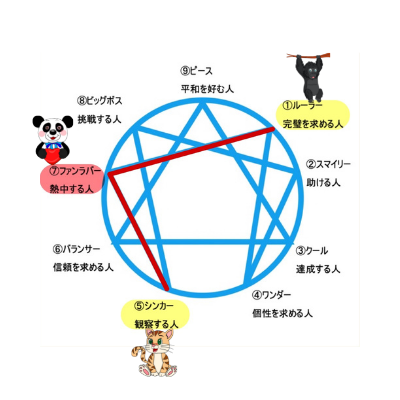 ⑨ピース
平和を好む人
①ルーラー
完璧を求める人
②スマイリー
助ける人
③クール
達成する人
④ワンダー
個性を求める人
⑤シンカー
観察する人
⑥バランサー
信頼を求める人
⑦ファンラバー
熱中する人
⑧ビッグボス
挑戦する人